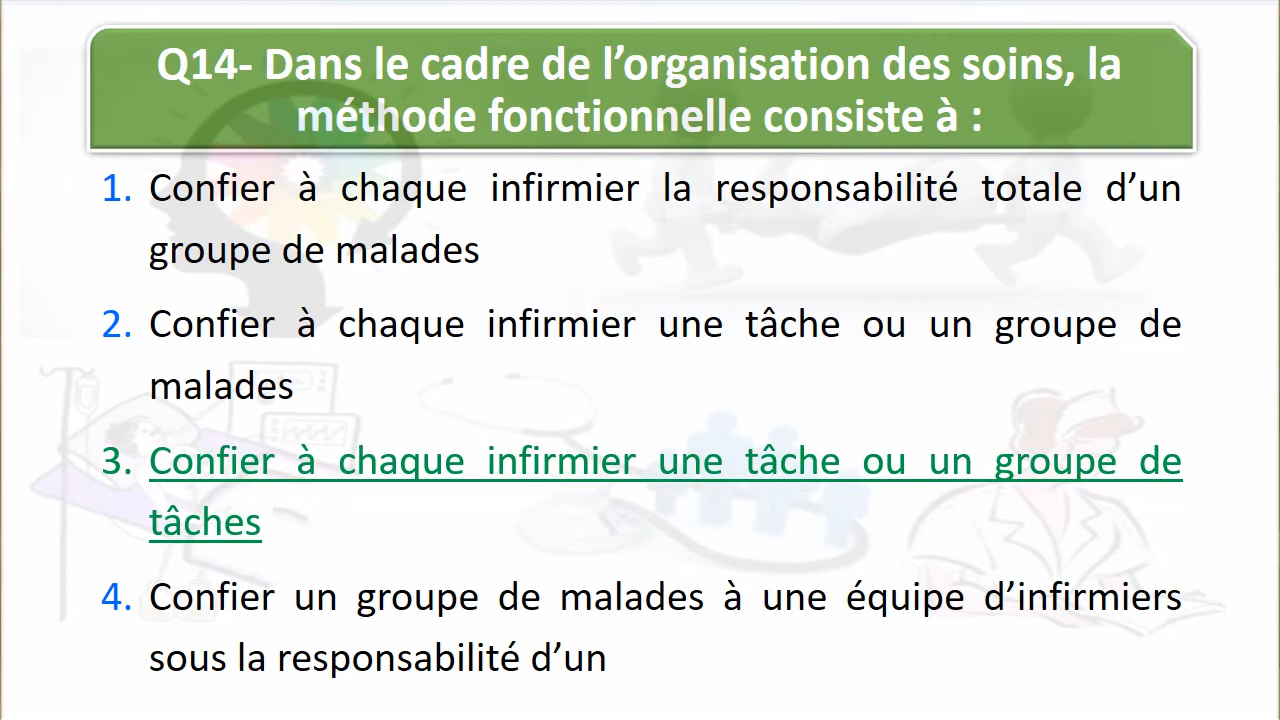 Q14- Dans le cadre de l’organisation des soins, la
méthode fonctionnelle consiste à :
1. Confier à chaque infirmier la responsabilité totale d’un
groupe de malades
2. Confier à chaque infirmier une tâche ou un groupe de
malades
3. Confier à chaque infirmier une tâche ou un groupe de
tâches
4. Confier un groupe de malades à une équipe d’infirmiers
sous la responsabilité d’un